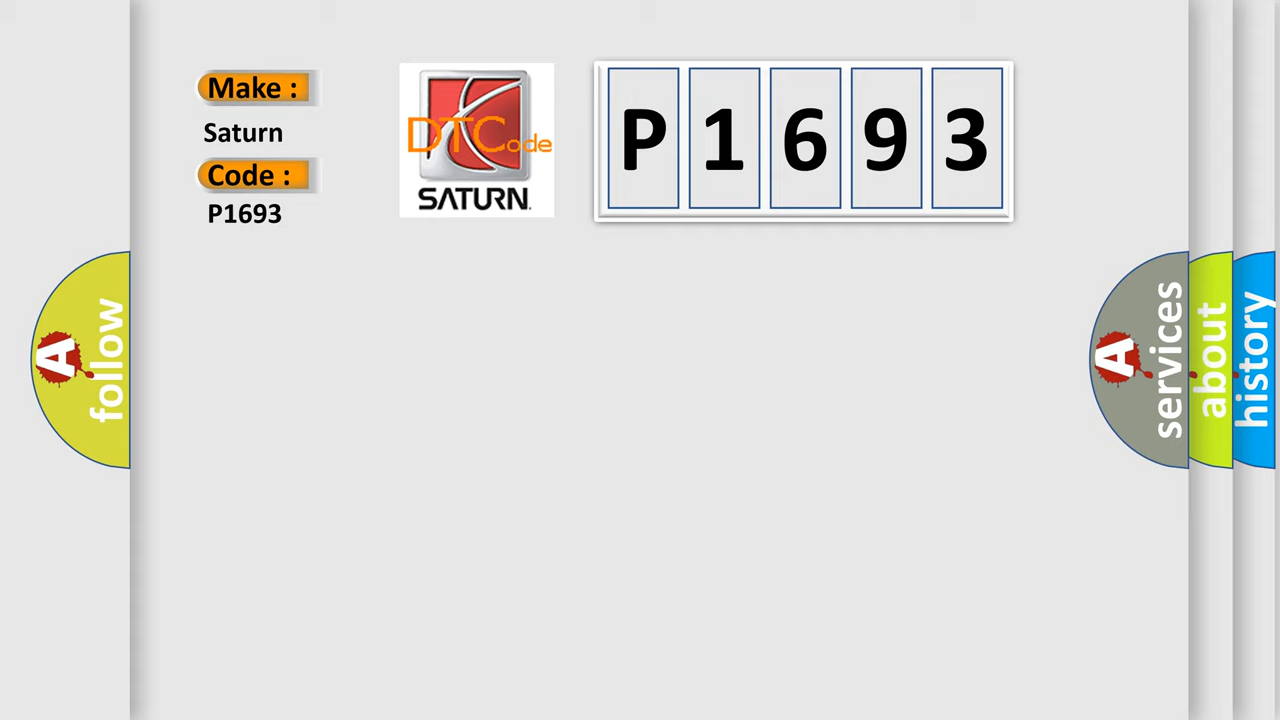 Make :
Saturn
Code :
P1693
DTCode
SATURN.
P 1 6 9 3
A
follow
A
services
about
history